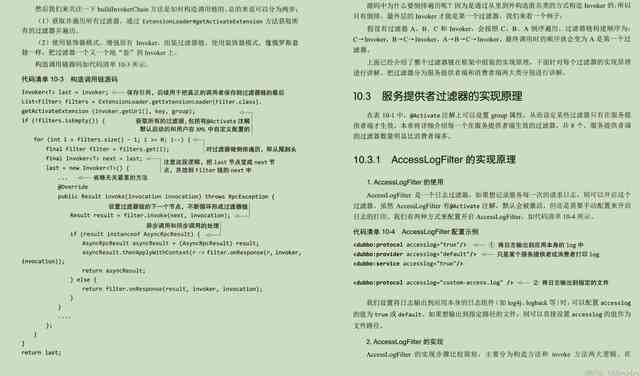 然后我们来关注一下 buildInvokerChain 方法是如何构造调用链的,总的来说可以分为两步:
(1)获取并遍历所有过滤器,通过 ExtensionLoader#getActivateExtension 方法获取所
有的过滤器并遍历。
(2)使用装饰器模式,增强原有 Invoker,组装过滤器链。使用装饰器模式,像俄罗斯套
娃一样,把过滤器一个又一个地“套”到 Invoker 上。
构造调用链源码如代码清单 10-3 所示。
代码清单 10-3 构造调用链源码
Invoker<T> last = invoker; <—— 保存引用,后续用于把真正的调用者保存到过滤器链的最后
List<Filter> filters = ExtensionLoader.getExtensionLoader(Filter.class).
getActivateExtension (invoker.getUrl(), key, group);
if (!filters.isEmpty()) {
获取所有的过滤器,包括有@Activate注解
默认启动的和用户在 XML 中自定义配置的
for (int i = filters.size() - 1; i >= 0; i--) {
final Filter filter = filters.get(i); 对过滤器做倒排遍历,即从尾到头
final Invoker<T> next = last;
last = new Invoker<T>() {
注意这段逻辑,把 last 节点变成 next 节
点,并放到 Filter 链的 next 中
... 省略无关紧要的方法
@Override
public Result invoke(Invocation invocation) throws RpcException {
设置过滤器链的下一个节点,不断循环形成过滤器链
Result result = filter.invoke(next, invocation);
异步调用和同步调用的处理
if (result instanceof AsyncRpcResult) {
AsyncRpcResult asyncResult = (AsyncRpcResult) result;
asyncResult.thenApplyWithContext(r -> filter.onResponse(r, invoker,
invocation));
return asyncResult;
} else {
return filter.onResponse(result, invoker, invocation);
}
}
....
};
}
}
return last;
源码中为什么要倒排遍历呢?因为是通过从里到外构造匿名类的方式构造 Invoker 的,所以
只有倒排,最外层的 Invoker 才能是第一个过滤器。我们来看一个例子:
假设有过滤器 A、B、C 和 Invoker,会按照 C、B、A 倒序遍历,过滤器链构建顺序为:
C→Invoker,B→C→Invoker,A→B→C→Invoker。最终调用时的顺序就会变为 A 是第一个过
滤器。
上面已经介绍了整个过滤器链在框架中组装的实现原理,下面针对每个过滤器的实现原理
进行讲解。把过滤器分为服务提供者端和消费者端两大类分别进行讲解。
10.3 服务提供者过滤器的实现原理
在表 10-1 中,@Activate 注解上可以设置 group 属性,从而设定某些过滤器只有在服务提
供者端才生效。本章将详细介绍每一个在服务提供者端生效的过滤器,共 8 个。服务提供者端
的过滤器数量明显比消费者端多。
10.3.1 AccessLogFilter 的实现原理
1. AccessLogFilter 的使用
AccessLogFilter 是一个日志过滤器,如果想记录服务每一次的请求日志,则可以开启这个
过滤器。虽然 AccessLogFilter 有@Activate 注解,默认会被激活,但还是需要手动配置来开启
日志的打印。我们有两种方式来配置开启 AccessLogFilter,如代码清单 10-4 所示。
代码清单 10-4 AccessLogFilter 配置示例
<dubbo:protocol accesslog="true"/> <—— ① 将日志输出到应用本身的 log 中
<dubbo:provider accesslog="default"/> <—— 只是某个服务提供者或消费者打印 log
<dubbo:service accesslog="true"/>
<dubbo:protocol accesslog="custom-access.log" /> <—— ② 将日志输出到指定的文件
我们设置将日志输出到应用本身的日志组件(如 log4j、logback 等)时,可以配置 accesslog
的值为 true 或 default。如果想输出到指定路径的文件,则可以直接设置 accesslog 的值作为
文件路径。
2. AccessLogFilter 的实现
AccessLogFilter 的实现步骤比较简短,主要分为构造方法和 invoke 方法两大逻辑。在